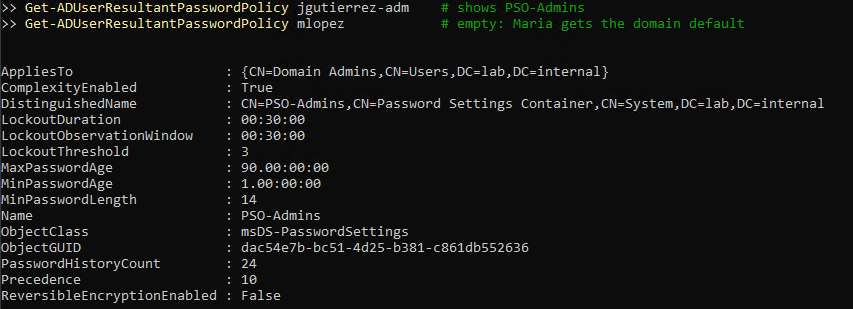 >> Get-ADUserResultantPasswordPolicy jgutierrez-adm    # shows PSO-Admins
>> Get-ADUserResultantPasswordPolicy mlopez            # empty: Maria gets the domain default
AppliesTo                   : {CN=Domain Admins,CN=Users,DC=lab,DC=internal}
ComplexityEnabled           : True
DistinguishedName           : CN=PSO-Admins,CN=Password Settings Container,CN=System,DC=lab,DC=internal
LockoutDuration             : 00:30:00
LockoutObservationWindow    : 00:30:00
LockoutThreshold            : 3
MaxPasswordAge              : 90.00:00:00
MinPasswordAge              : 1.00:00:00
MinPasswordLength           : 14
Name                        : PSO-Admins
ObjectClass                 : msDS-PasswordSettings
ObjectGUID                  : dac54e7b-bc51-4d25-b381-c861db552636
PasswordHistoryCount        : 24
Precedence                  : 10
ReversibleEncryptionEnabled : False